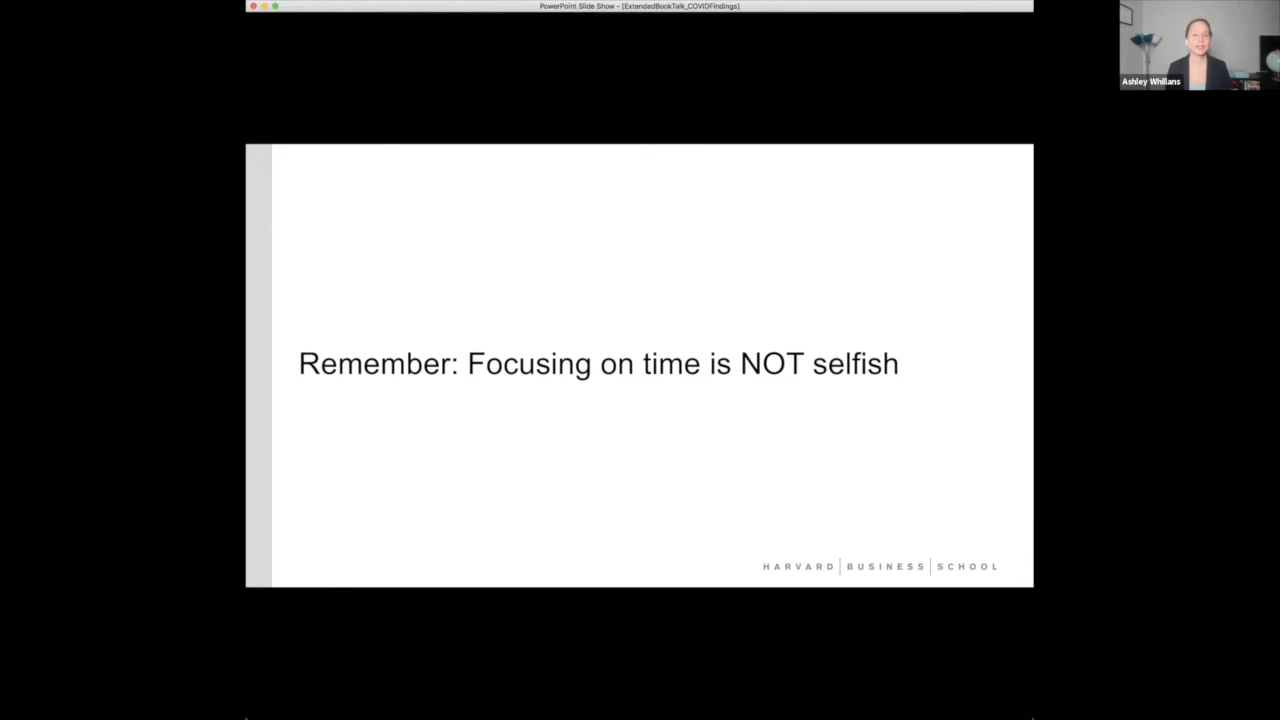 PowerPoint Slide Show - [ExtendedBookTalk_COVIDFindings]
Ashley Whillans
Remember: Focusing on time is NOT selfish
HARVARD | BUSINESS | SCHOOL